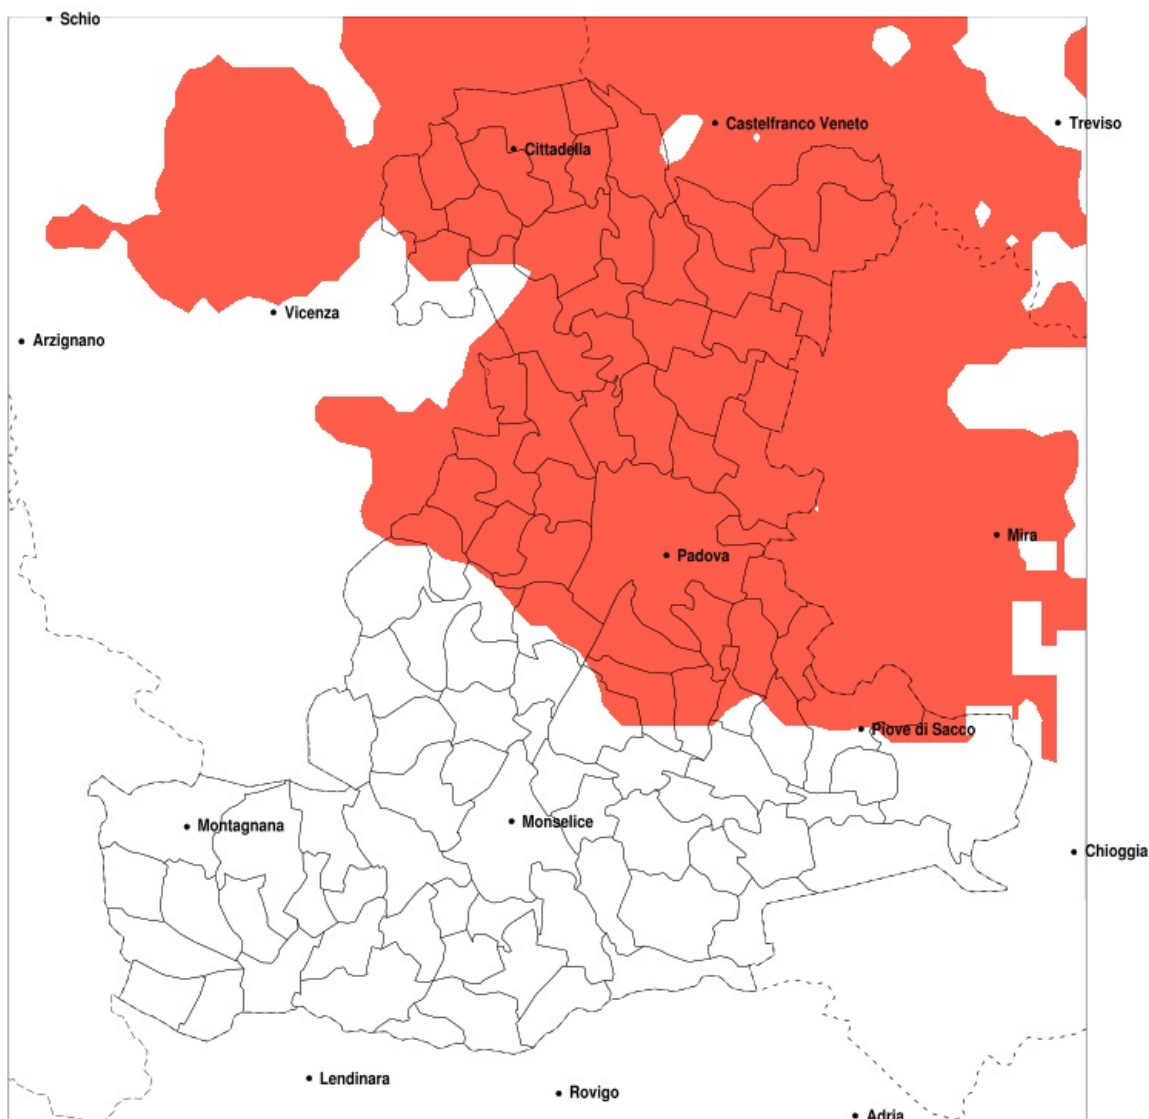 Schio
Castelfranco Veneto
Treviso
Cittadella
Vicenza
Arzignano
Mira
Padova
Piove di Sacco
Montagnana
Monselice
Chioggia
Lendinara
Rovigo
Adria